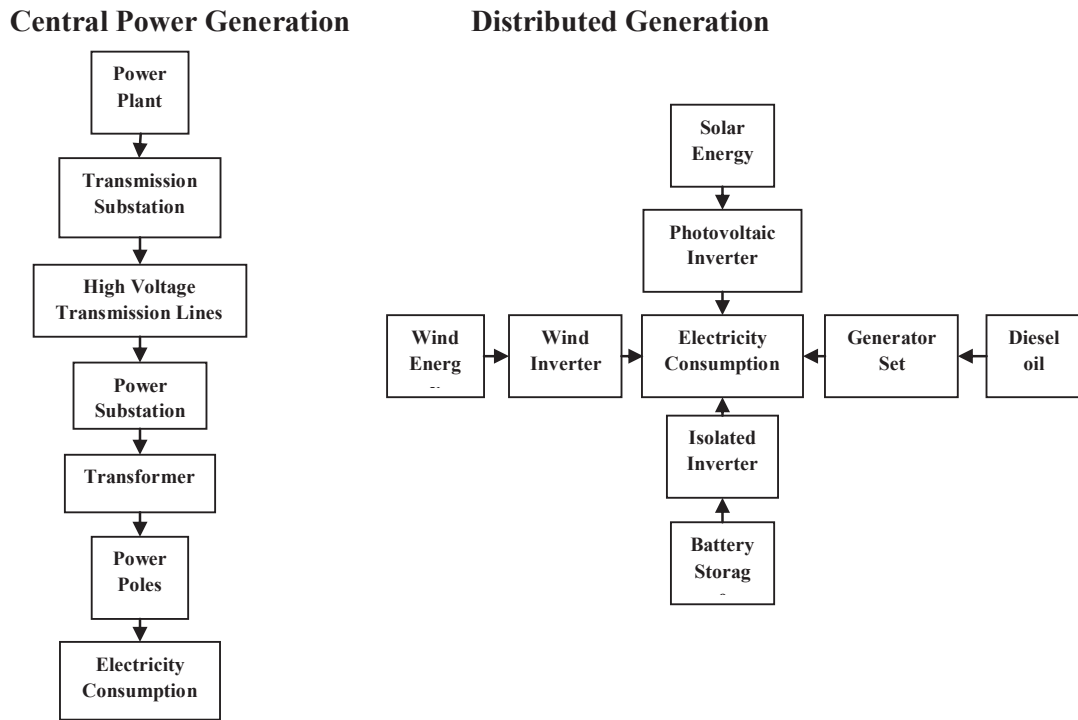 Central Power Generation
Power
Plant
Transmission
Substation
High Voltage
Transmission Lines
Power
Substation
Transformer
Power
Poles
Electricity
Consumption
Distributed Generation
Solar
Energy
Photovoltaic
Inverter
Wind
Energ
Wind
Inverter
Electricity
Consumption
Generator
Set
Diesel
oil
Isolated
Inverter
Battery
Storag